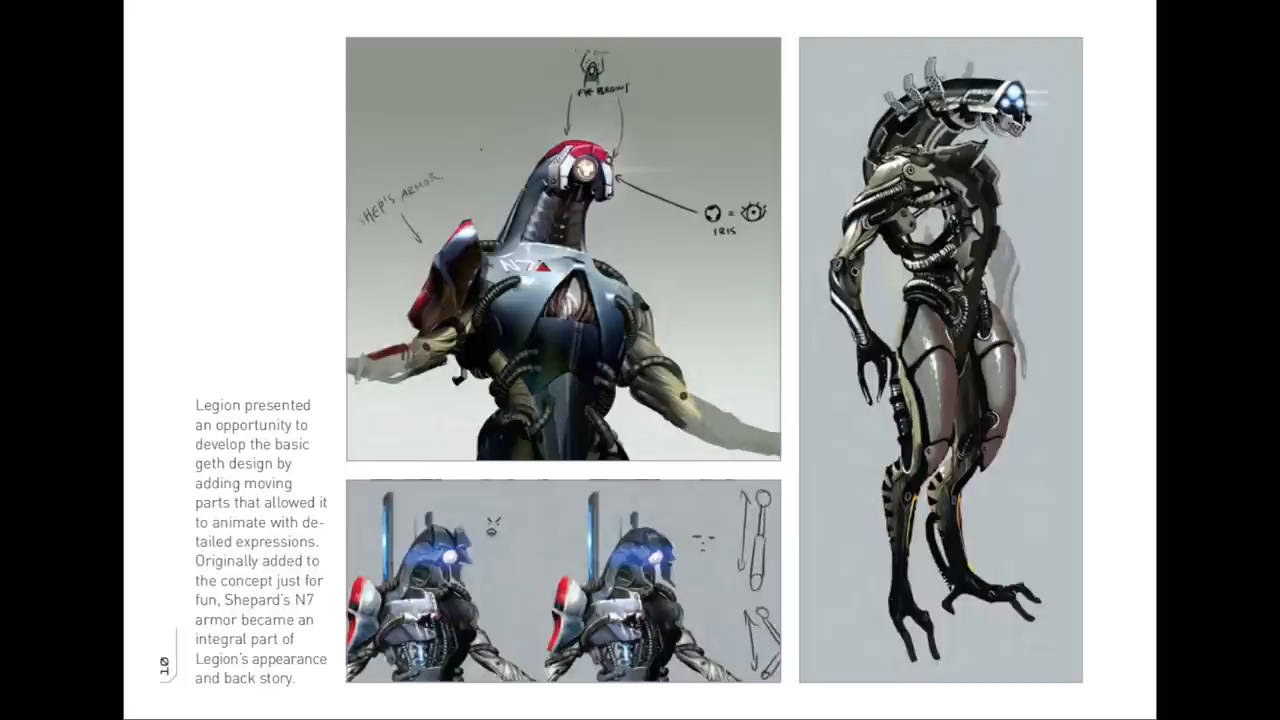 EYE BROWS
SHEP'S ARMOR
=
IRIS
N7
Legion presented
an opportunity to
develop the basic
geth design by
adding moving
parts that allowed it
to animate with de-
tailed expressions.
Originally added to
the concept just for
fun, Shepard's N7
armor became an
integral part of
Legion's appearance
and back story.
10